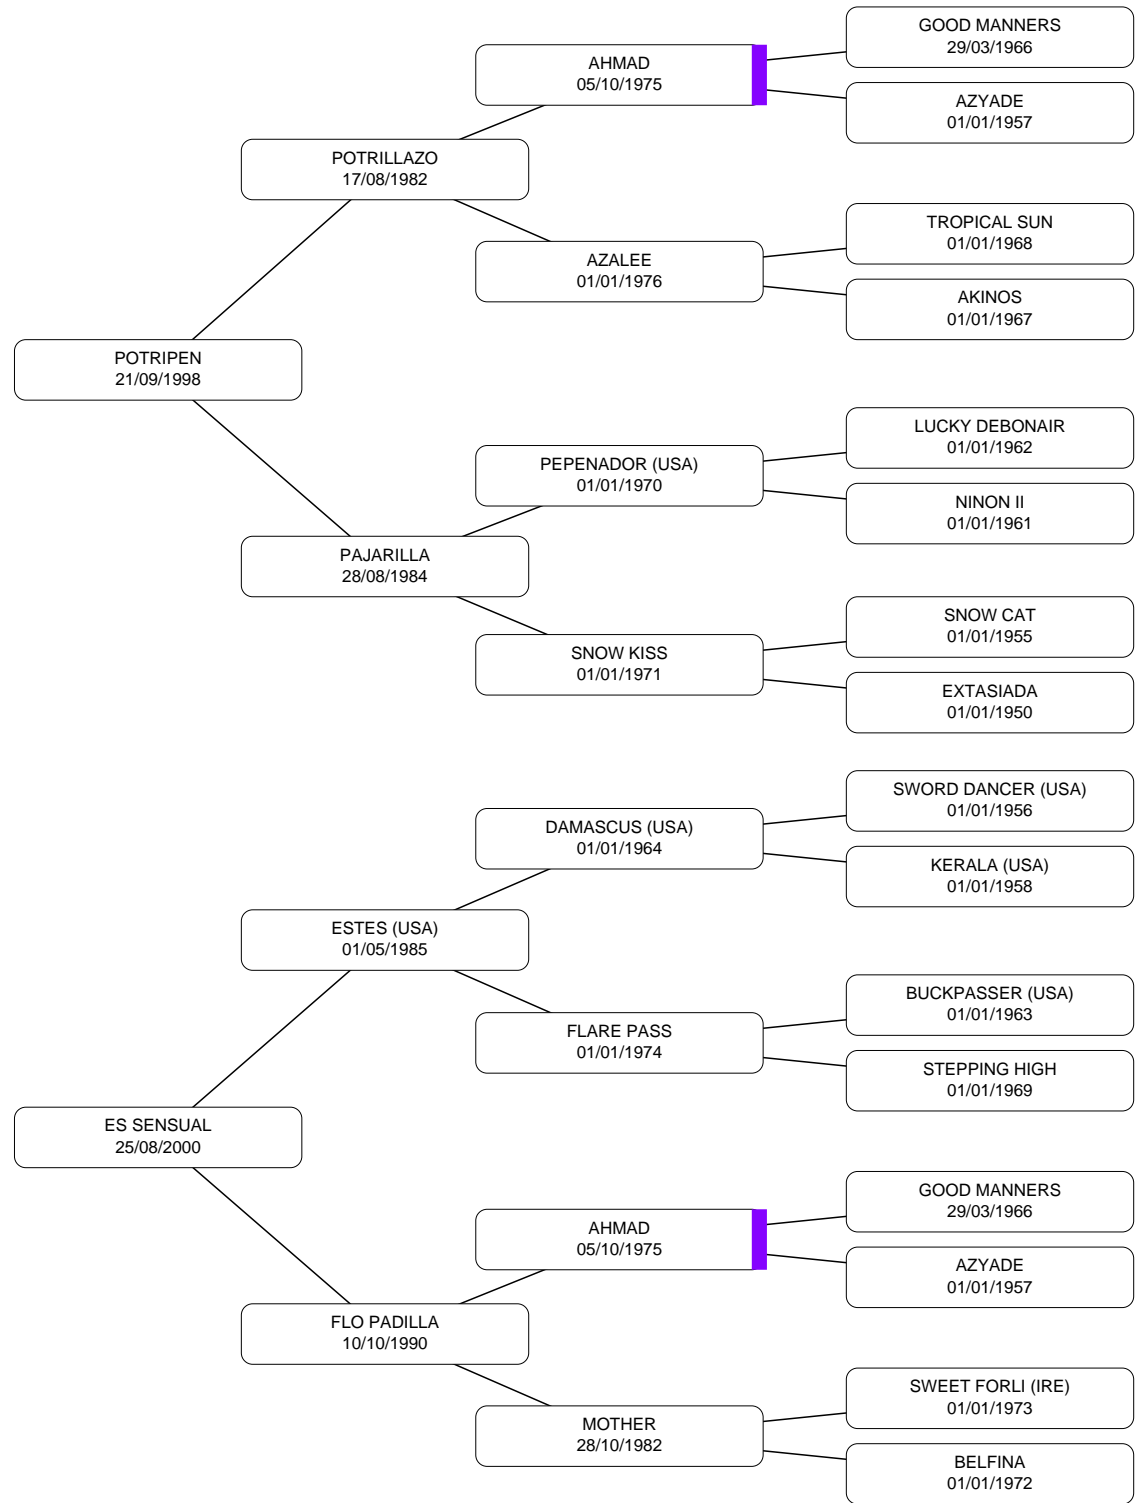 GOOD MANNERS
29/03/1966
AHMAD
05/10/1975
AZYADE
01/01/1957
POTRILLAZO
17/08/1982
TROPICAL SUN
01/01/1968
AZALEE
01/01/1976
AKINOS
01/01/1967
POTRIPEN
21/09/1998
LUCKY DEBONAIR
01/01/1962
PEPENADOR (USA)
01/01/1970
NINON II
01/01/1961
PAJARILLA
28/08/1984
SNOW CAT
01/01/1955
SNOW KISS
01/01/1971
EXTASIADA
01/01/1950
SWORD DANCER (USA)
01/01/1956
DAMASCUS (USA)
01/01/1964
KERALA (USA)
01/01/1958
ESTES (USA)
01/05/1985
BUCKPASSER (USA)
01/01/1963
FLARE PASS
01/01/1974
STEPPING HIGH
01/01/1969
ES SENSUAL
25/08/2000
GOOD MANNERS
29/03/1966
AHMAD
05/10/1975
AZYADE
01/01/1957
FLO PADILLA
10/10/1990
SWEET FORLI (IRE)
01/01/1973
MOTHER
28/10/1982
BELFINA
01/01/1972